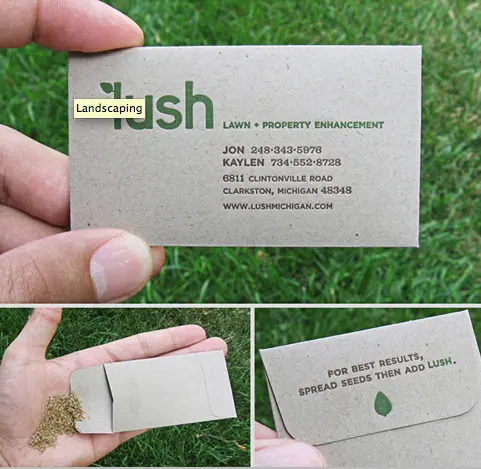 lush
Landscaping
LAWN + PROPERTY ENHANCEMENT
JON 248·343·5976
KAYLEN 734·552·8728
6811 CLINTONVILLE ROAD
CLARKSTON, MICHIGAN 48348
WWW.LUSHMICHIGAN.COM
FOR BEST RESULTS,
SPREAD SEEDS THEN ADD LUSH.